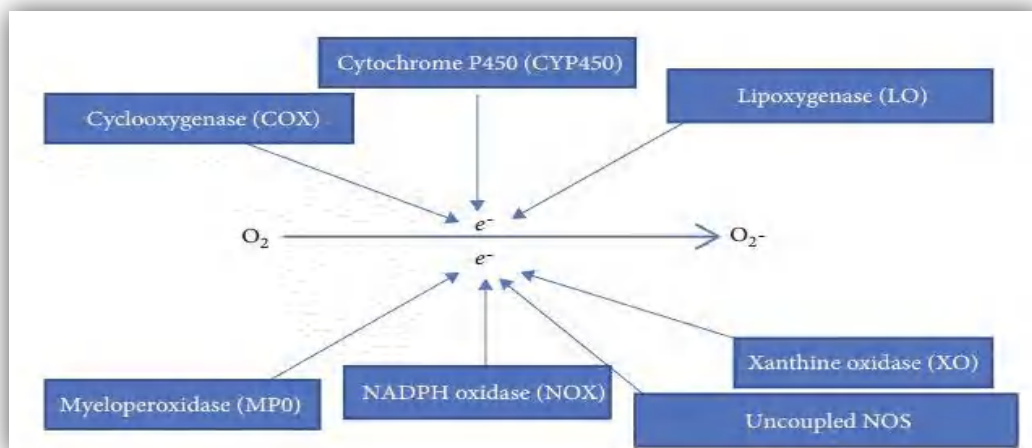 Cytochrome P450 (CYP450)
Lipoxygenase (LO)
Cyclooxygenase (COX)
e-
O2
O2-
e-
Xanthine oxidase (XO)
NADPH oxidase (NOX)
Myeloperoxidase (MP0)
Uncoupled NOS